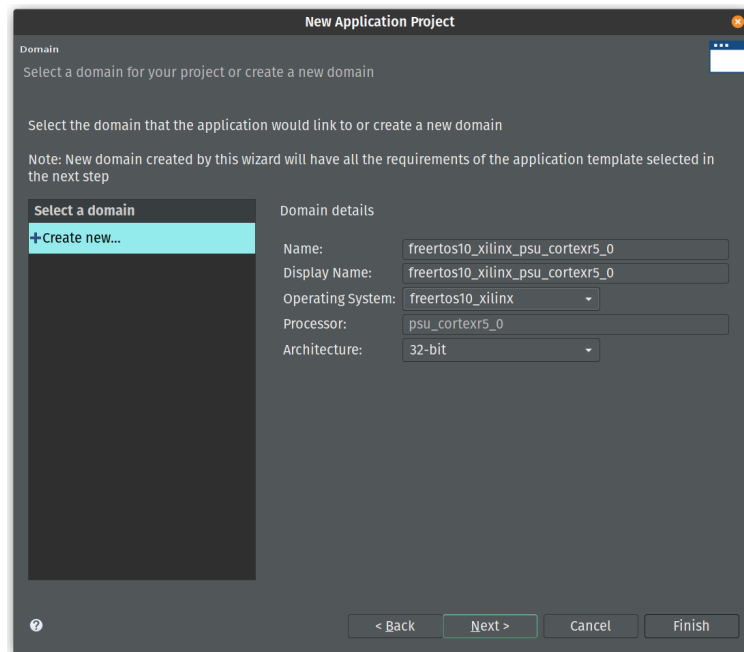 New Application Project
Domain
Select a domain for your project or create a new domain
Select the domain that the application would link to or create a new domain
Note: New domain created by this wizard will have all the requirements of the application template selected in
the next step
Select a domain
Create new...
Domain details
Name: freertos10_xilinx_psu_cortexr5_0
Display Name: freertos10_xilinx_psu_cortexr5_0
Operating System: freertos10_xilinx
Processor: psu_cortexr5_0
Architecture: 32-bit
? < Back Next > Cancel Finish